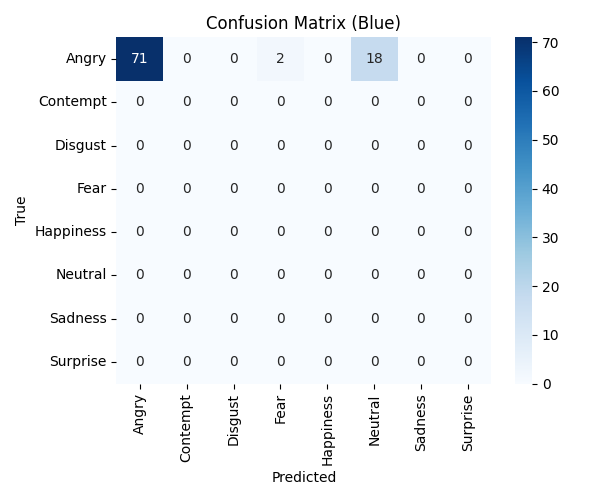 Confusion Matrix (Blue)
True
Angry 71 0 0 2 0 18 0 0
Contempt 0 0 0 0 0 0 0 0
Disgust 0 0 0 0 0 0 0 0
Fear 0 0 0 0 0 0 0 0
Happiness 0 0 0 0 0 0 0 0
Neutral 0 0 0 0 0 0 0 0
Sadness 0 0 0 0 0 0 0 0
Surprise 0 0 0 0 0 0 0 0
Angry Contempt Disgust Fear Happiness Neutral Sadness Surprise
Predicted
70
60
50
40
30
20
10
0